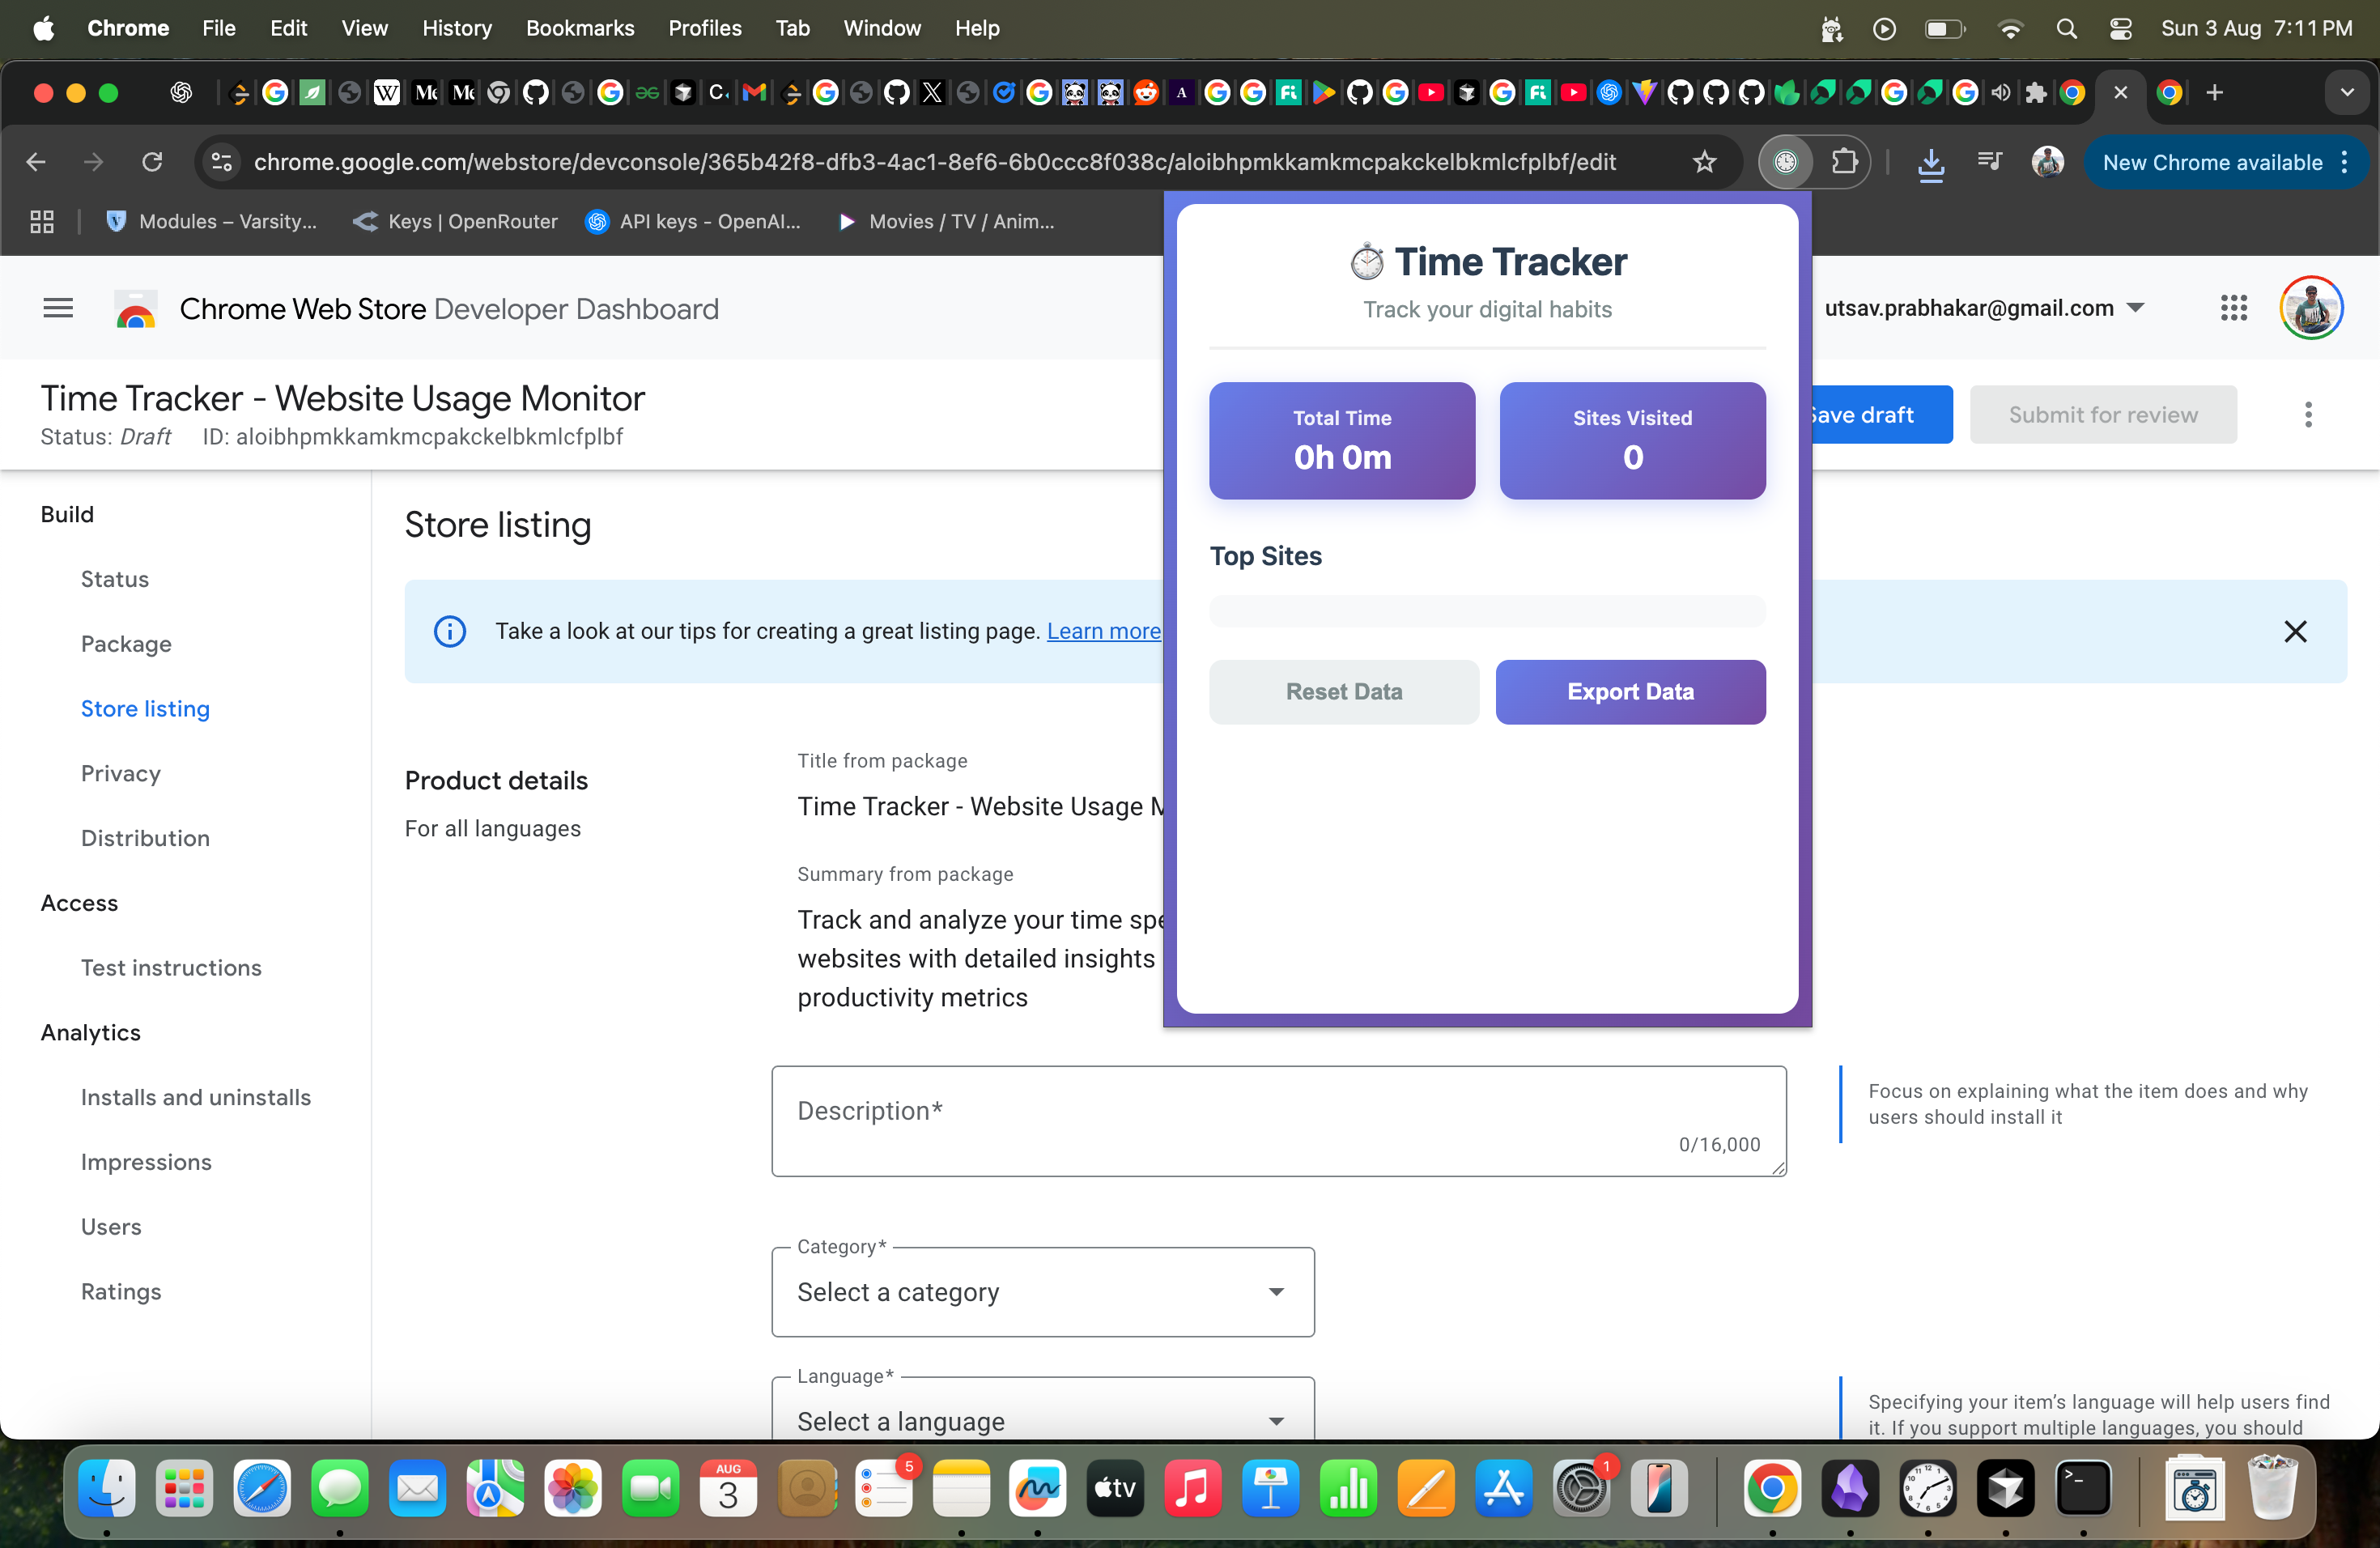 Chrome File Edit View History Bookmarks Profiles Tab Window Help
Sun 3 Aug 7:11 PM
chrome.google.com/webstore/devconsole/365b42f8-dfb3-4ac1-8ef6-6b0ccc8f038c/aloibhpmkkamkmcpakckelbkmlcfplbf/edit
New Chrome available
Modules – Varsity...
Keys | OpenRouter
API keys - OpenAI...
Movies / TV / Anim...
Chrome Web Store Developer Dashboard
utsav.prabhakar@gmail.com
Time Tracker - Website Usage Monitor
Status: Draft ID: aloibhpmkkamkmcpakckelbkmlcfplbf
Save draft
Submit for review
Time Tracker
Track your digital habits
Total Time
0h 0m
Sites Visited
0
Top Sites
Reset Data
Export Data
Build
Status
Package
Store listing
Privacy
Distribution
Access
Test instructions
Analytics
Installs and uninstalls
Impressions
Users
Ratings
Store listing
Take a look at our tips for creating a great listing page. Learn more
Product details
For all languages
Title from package
Time Tracker - Website Usage M
Summary from package
Track and analyze your time spe
websites with detailed insights
productivity metrics
Description*
0/16,000
Focus on explaining what the item does and why
users should install it
Category*
Select a category
Language*
Select a language
Specifying your item's language will help users find
it. If you support multiple languages, you should
AUG
3
5
tv
1